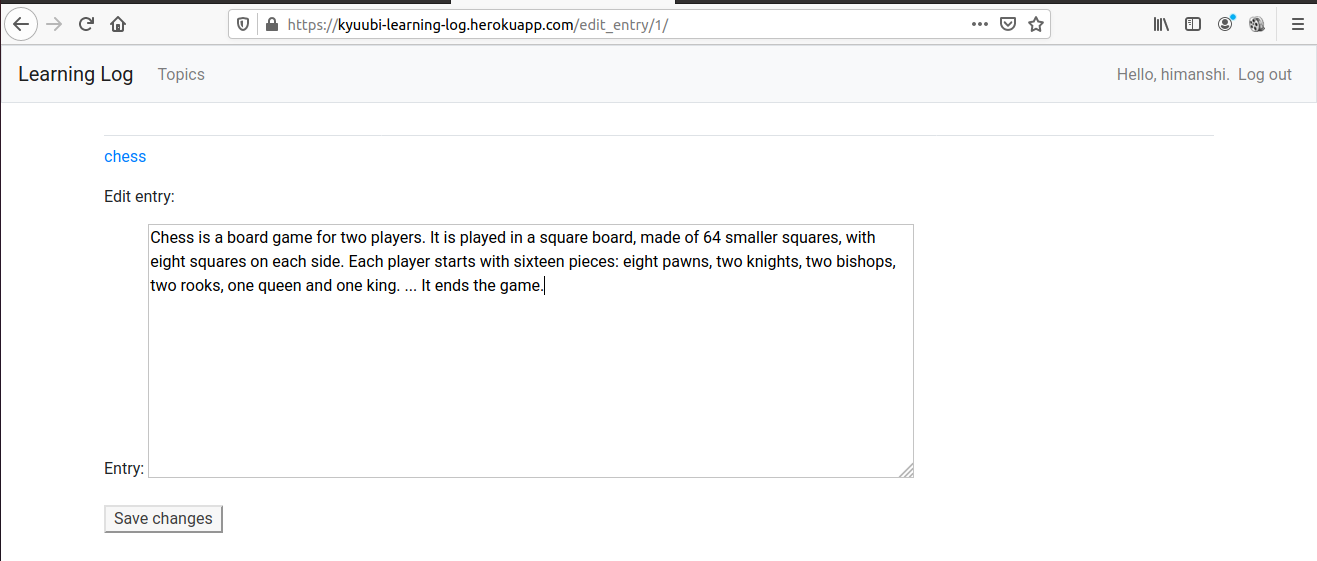 https://kyuubi-learning-log.herokuapp.com/edit_entry/1/
Learning Log Topics Hello, himanshi. Log out
chess
Edit entry:
Chess is a board game for two players. It is played in a square board, made of 64 smaller squares, with
eight squares on each side. Each player starts with sixteen pieces: eight pawns, two knights, two bishops,
two rooks, one queen and one king. ... It ends the game.
Entry:
Save changes